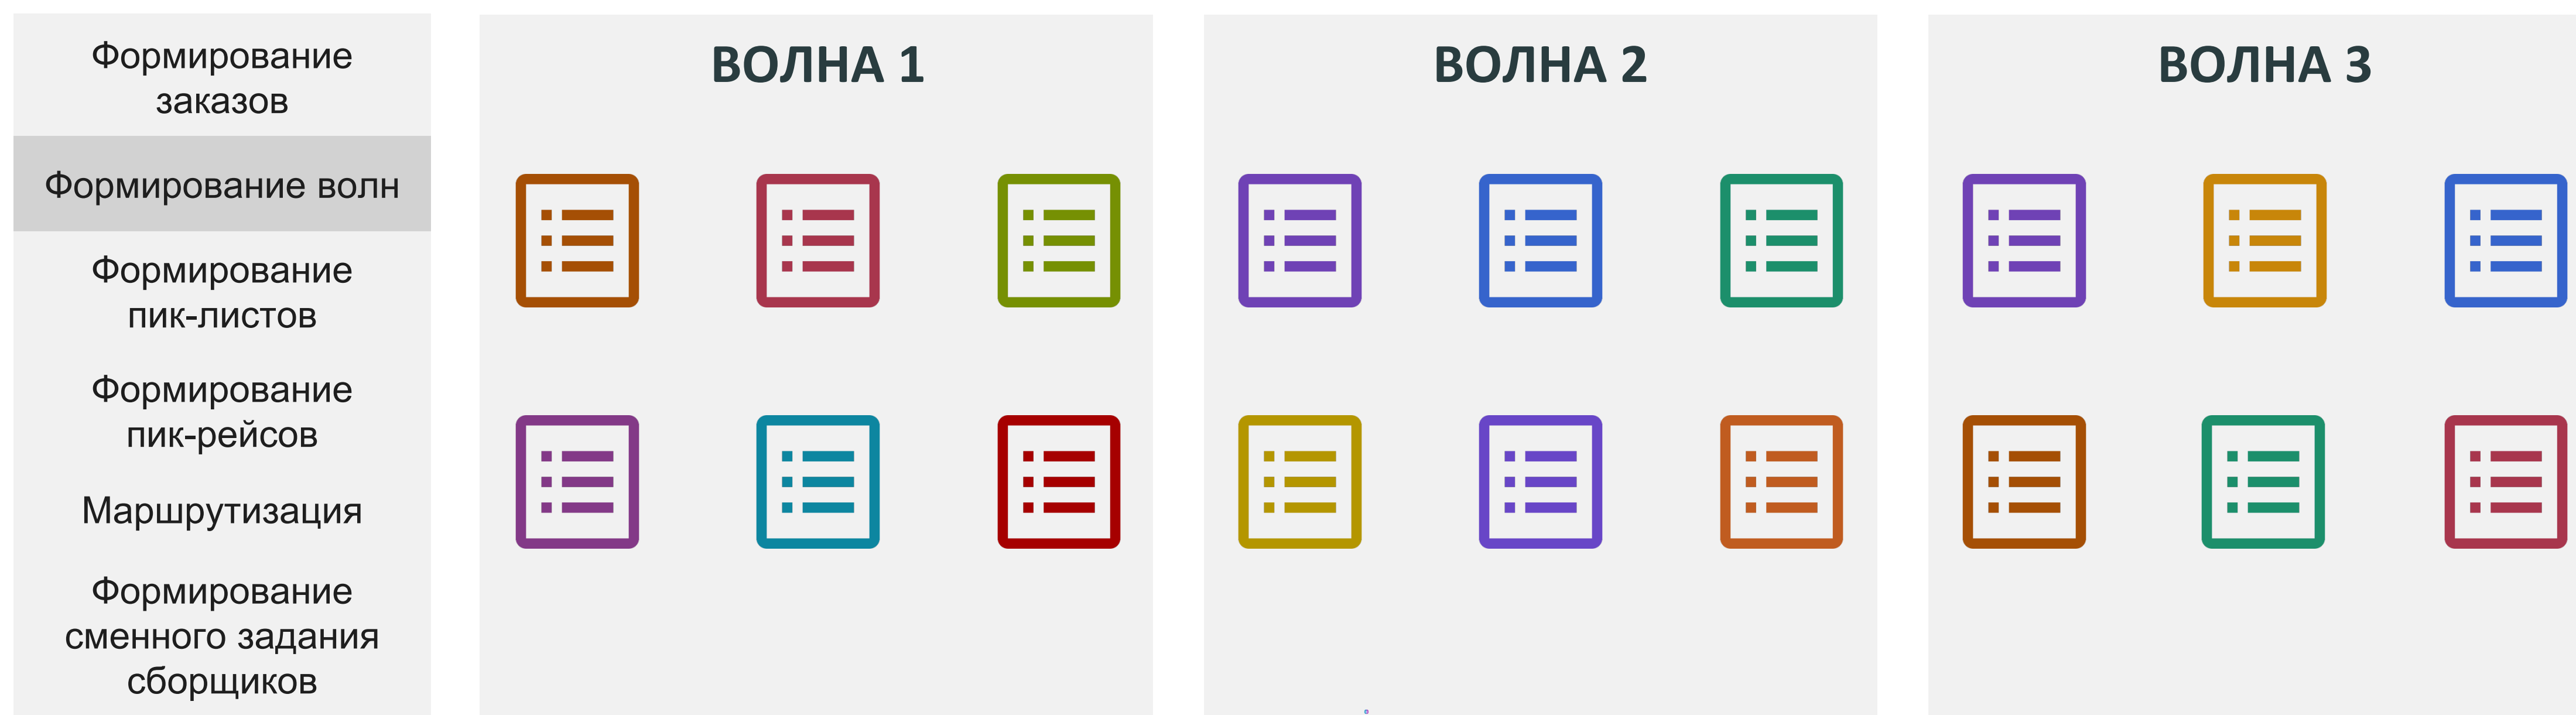 Формирование
заказов
Формирование волн
Формирование
пик-листов
Формирование
пик-рейсов
Маршрутизация
Формирование
сменного задания
сборщиков
ВОЛНА 1
ВОЛНА 2
ВОЛНА 3